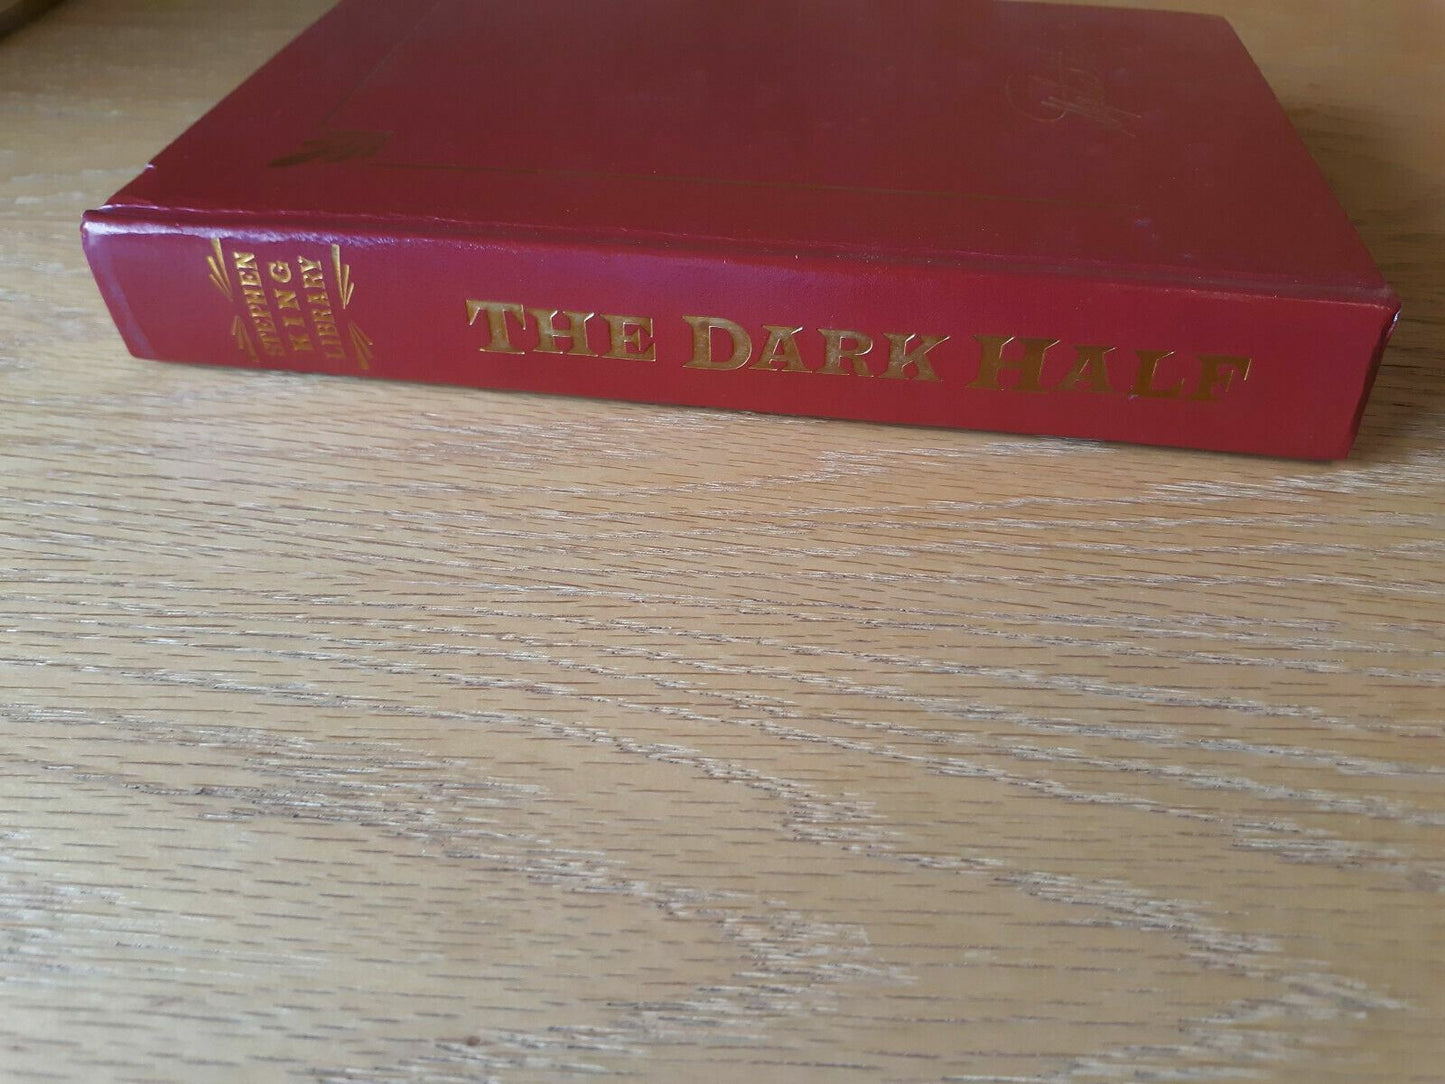 STEPHEN
KING
LIBRARY
THE DARK HALF